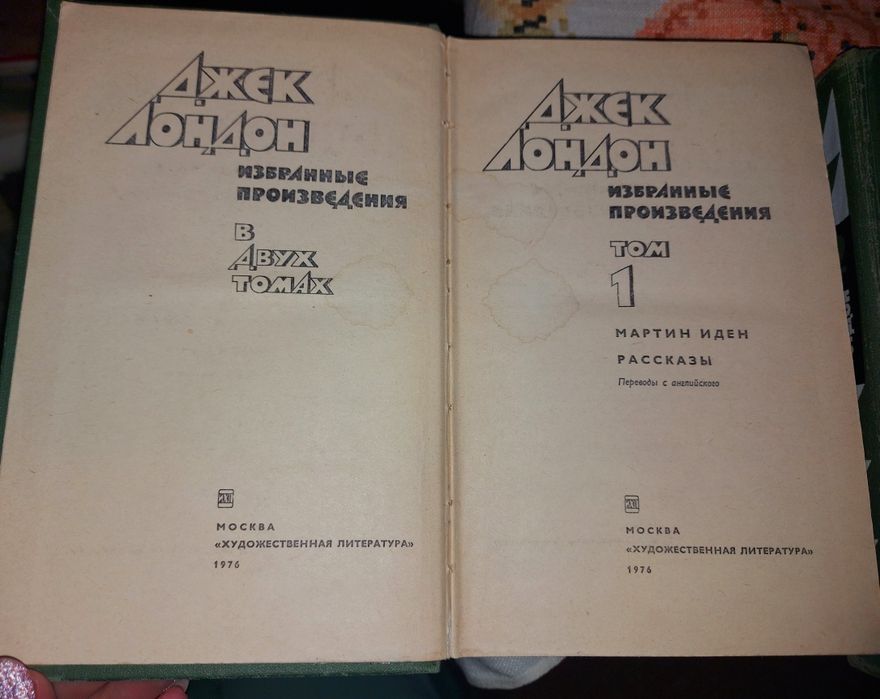 ДЖЕК
ЛОНДОН
ИЗБРАННЫЕ
ПРОИЗВЕДЕНИЯ
В
ДВУХ
ТОМАХ
МОСКВА
«ХУДОЖЕСТВЕННАЯ ЛИТЕРАТУРА»
1976
ДЖЕК
ЛОНДОН
ИЗБРАННЫЕ
ПРОИЗВЕДЕНИЯ
ТОМ
1
МАРТИН ИДЕН
РАССКАЗЫ
Переводы с английского
МОСКВА
«ХУДОЖЕСТВЕННАЯ ЛИТЕРАТУРА»
1976